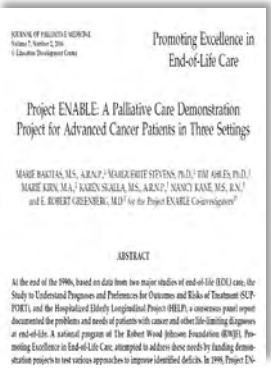 JOURNAL OF PALLIATIVE MEDICINE
Volume 7, Number 2, 2004
© Education Development Center
Promoting Excellence in
End-of-Life Care
Project ENABLE: A Palliative Care Demonstration
Project for Advanced Cancer Patients in Three Settings
MARIE BAKITAS, M.S., A.R.N.P., MARGUERITE STEVENS, Ph.D., TIM AHLES, Ph.D.,
MARIE KIRN, M.A., KAREN SKALLA, M.S., A.R.N.P., NANCY KANE, M.S., R.N.
and E. ROBERT GREENBERG, M.D. for the Project ENABLE Co-investigators
ABSTRACT
At the end of the 1990s, based on data from two major studies of end-of-life (EOL) care, the
Study to Understand Prognoses and Preferences for Outcomes and Risks of Treatment (SUP-
PORT), and the Hospitalized Elderly Longitudinal Project (HELP), a consensus panel report
documented the problems and needs of patients with cancer and other life-limiting diagnoses
at end-of-life. A national program of The Robert Wood Johnson Foundation (RWJF), Pro-
moting Excellence in End-of-Life Care, attempted to address these needs by funding demon-
stration projects to test various approaches to improve identified deficits. In 1998, Project EN-